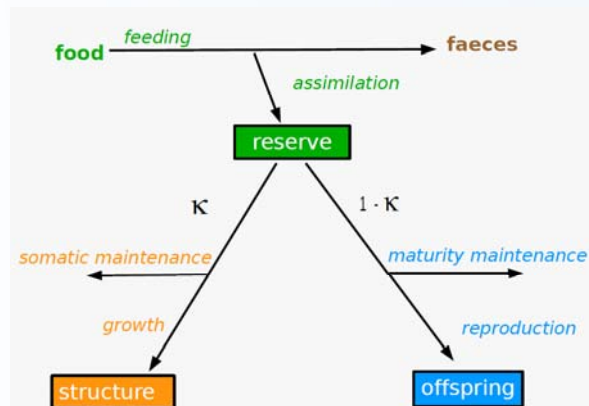 feeding
food
faeces
assimilation
reserve
κ
1 · κ
somatic maintenance
maturity maintenance
growth
reproduction
structure
offspring